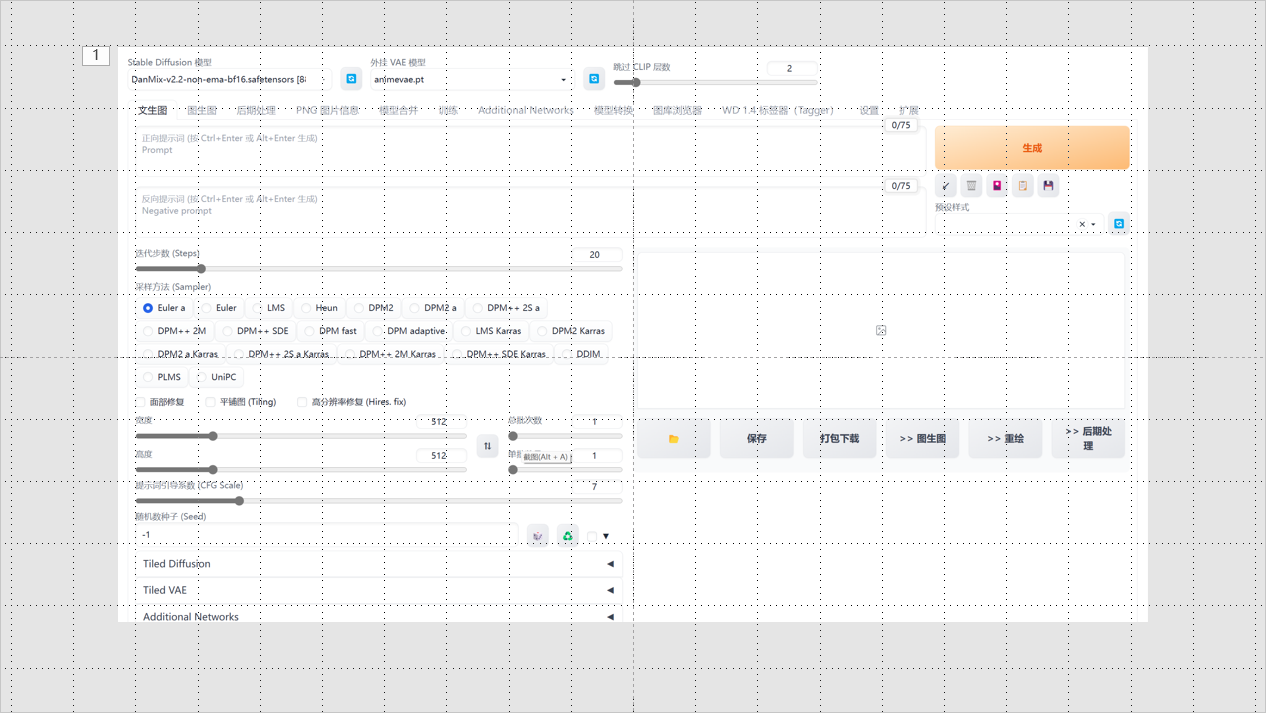 1
Stable Diffusion 模型
外挂 VAE 模型
跳过 CLIP 层数
2
DanMix-v2.2-non-ema-bf16.safetensors [8
animevae.pt
文生图 图生图 后期处理 PNG 图片信息 模型合并 训练 Additional Networks 模型转换 图库浏览器 WD 1.4 标签器（Tagger） 设置 扩展
0/75
正向提示词 (按 Ctrl+Enter 或 Alt+Enter 生成)
Prompt
生成
0/75
反向提示词 (按 Ctrl+Enter 或 Alt+Enter 生成)
Negative prompt
预设样式
迭代步数 (Steps)
20
采样方法 (Sampler)
Euler a Euler LMS Heun DPM2 DPM2 a DPM++ 2S a
DPM++ 2M DPM++ SDE DPM fast DPM adaptive LMS Karras DPM2 Karras
DPM2 a Karras DPM++ 2S a Karras DPM++ 2M Karras DPM++ SDE Karras DDIM
PLMS UniPC
面部修复 平铺图 (Tiling) 高分辨率修复 (Hires. fix)
宽度
512
总批次数
1
高度
512
单批
截图(Alt + A)
1
保存
打包下载
>> 图生图
>> 重绘
>> 后期处
理
提示词引导系数 (CFG Scale)
7
随机数种子 (Seed)
-1
Tiled Diffusion
Tiled VAE
Additional Networks